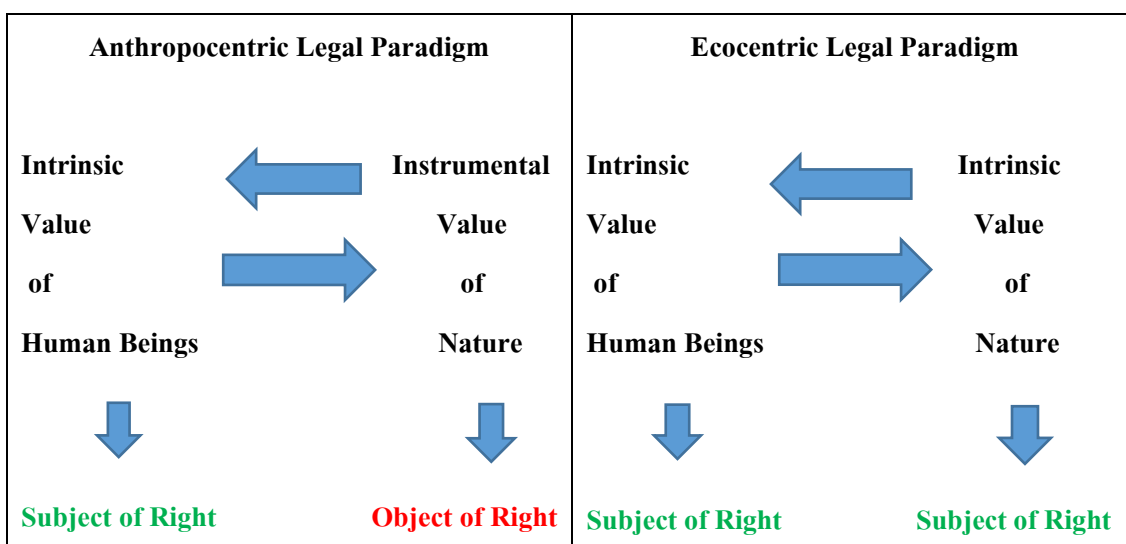 Anthropocentric Legal Paradigm
Intrinsic
Value
of
Human Beings
Instrumental
Value
of
Nature
Subject of Right
Object of Right
Ecocentric Legal Paradigm
Intrinsic
Value
of
Human Beings
Intrinsic
Value
of
Nature
Subject of Right
Subject of Right